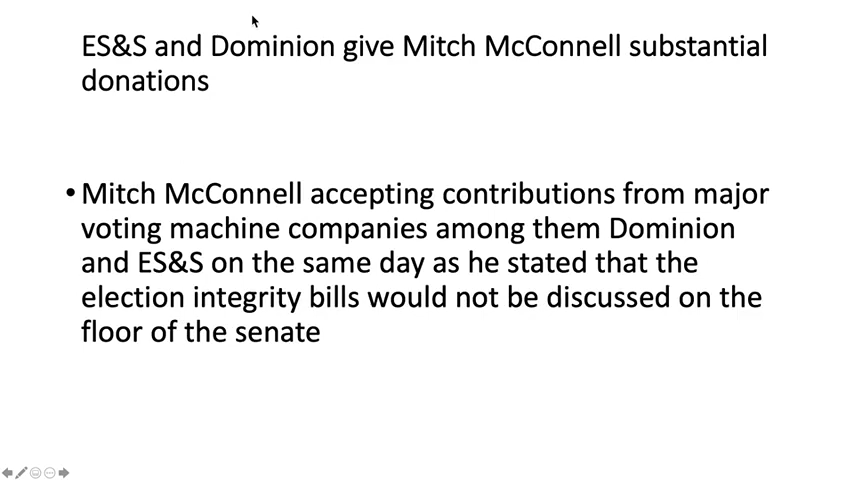 ES&S and Dominion give Mitch McConnell substantial
donations
• Mitch McConnell accepting contributions from major
voting machine companies among them Dominion
and ES&S on the same day as he stated that the
election integrity bills would not be discussed on the
floor of the senate